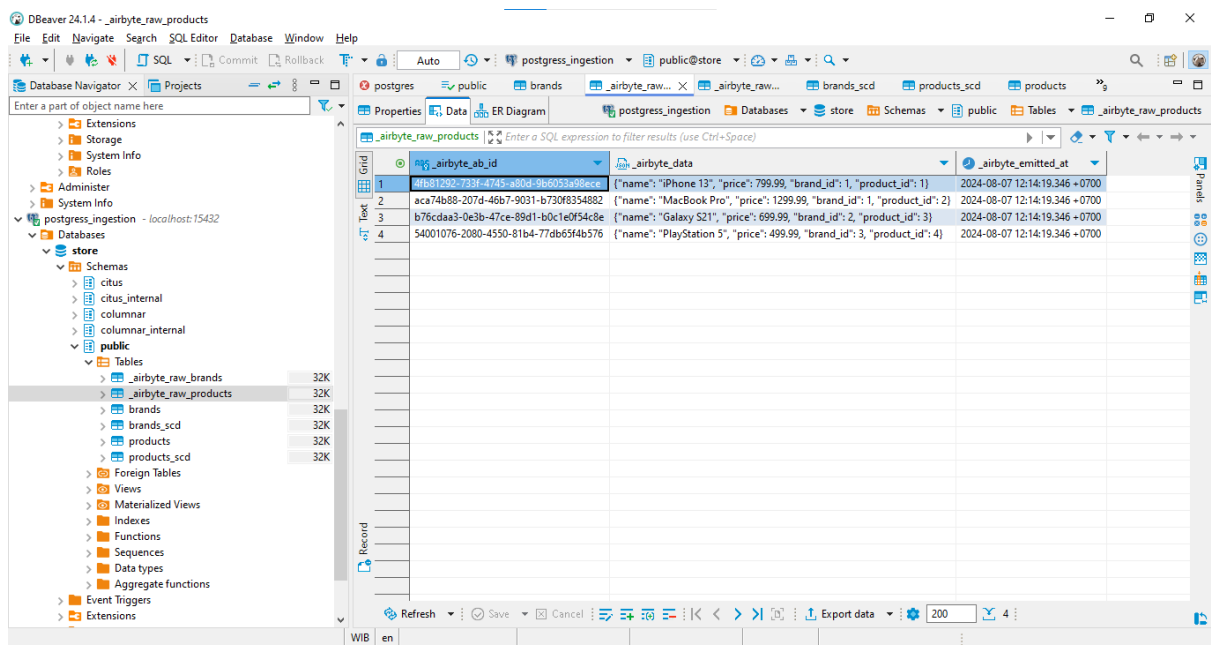 DBeaver 24.1.4 - _airbyte_raw_products
File Edit Navigate Search SQL Editor Database Window Help
SQL Commit Rollback Auto postgress_ingestion public@store
Database Navigator Projects
postgres public brands _airbyte_raw... _airbyte_raw... brands_scd products_scd products »9
Enter a part of object name here
Properties Data ER Diagram postgress_ingestion Databases store Schemas public Tables _airbyte_raw_products
_airbyte_raw_products Enter a SQL expression to filter results (use Ctrl+Space)
Grid
Text
Record
Panels
ABC _airbyte_ab_id JSON _airbyte_data _airbyte_emitted_at
1 4fb81292-733f-4745-a80d-9b6053a98ece {"name": "iPhone 13", "price": 799.99, "brand_id": 1, "product_id": 1} 2024-08-07 12:14:19.346 +0700
2 aca74b88-207d-46b7-9031-b730f8354882 {"name": "MacBook Pro", "price": 1299.99, "brand_id": 1, "product_id": 2} 2024-08-07 12:14:19.346 +0700
3 b76cdaa3-0e3b-47ce-89d1-b0c1e0f54c8e {"name": "Galaxy S21", "price": 699.99, "brand_id": 2, "product_id": 3} 2024-08-07 12:14:19.346 +0700
4 54001076-2080-4550-81b4-77db65f4b576 {"name": "PlayStation 5", "price": 499.99, "brand_id": 3, "product_id": 4} 2024-08-07 12:14:19.346 +0700
Extensions
Storage
System Info
Roles
Administer
System Info
postgress_ingestion - localhost:15432
Databases
store
Schemas
citus
citus_internal
columnar
columnar_internal
public
Tables
_airbyte_raw_brands 32K
_airbyte_raw_products 32K
brands 32K
brands_scd 32K
products 32K
products_scd 32K
Foreign Tables
Views
Materialized Views
Indexes
Functions
Sequences
Data types
Aggregate functions
Event Triggers
Extensions
Refresh Save Cancel Export data 200 4
WIB en